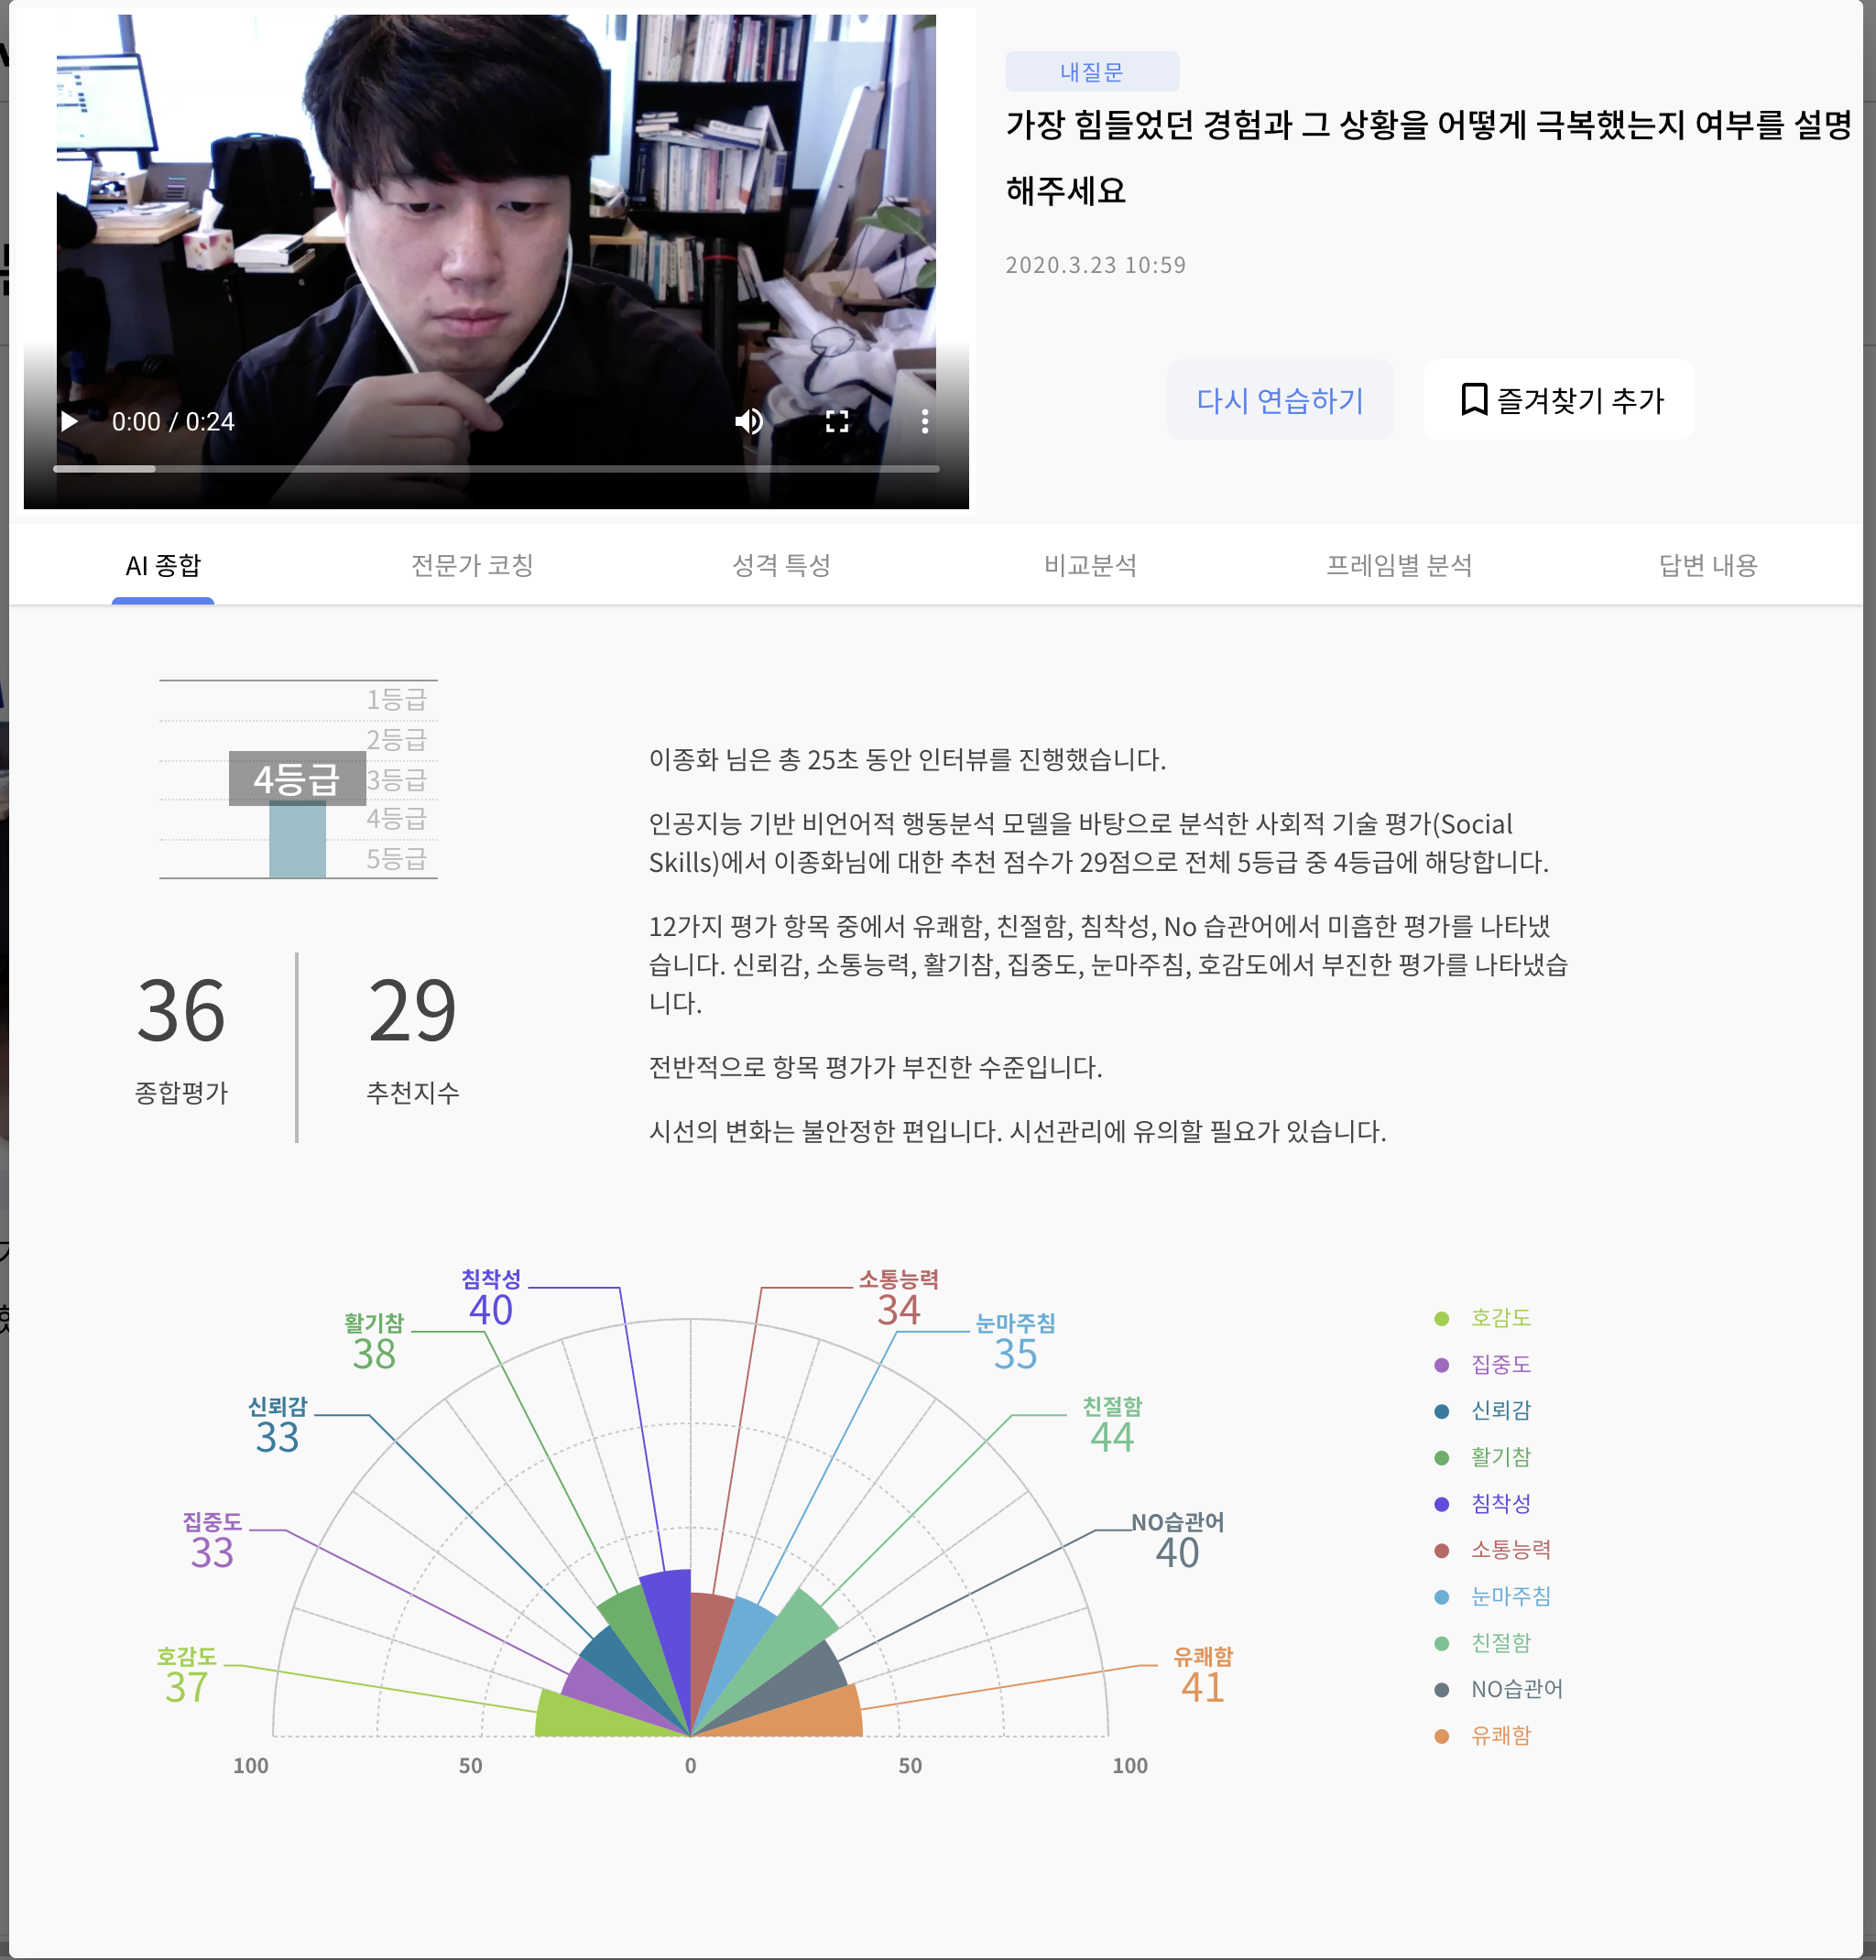 내질문
가장 힘들었던 경험과 그 상황을 어떻게 극복했는지 여부를 설명
해주세요
2020.3.23 10:59
다시 연습하기
즐겨찾기 추가
0:00 / 0:24
AI 종합
전문가 코칭
성격 특성
비교분석
프레임별 분석
답변 내용
1등급
2등급
3등급
4등급
4등급
5등급
36
종합평가
29
추천지수
이종화 님은 총 25초 동안 인터뷰를 진행했습니다.
인공지능 기반 비언어적 행동분석 모델을 바탕으로 분석한 사회적 기술 평가(Social
Skills)에서 이종화님에 대한 추천 점수가 29점으로 전체 5등급 중 4등급에 해당합니다.
12가지 평가 항목 중에서 유쾌함, 친절함, 침착성, No 습관어에서 미흡한 평가를 나타냈
습니다. 신뢰감, 소통능력, 활기참, 집중도, 눈마주침, 호감도에서 부진한 평가를 나타냈습
니다.
전반적으로 항목 평가가 부진한 수준입니다.
시선의 변화는 불안정한 편입니다. 시선관리에 유의할 필요가 있습니다.
침착성
40
소통능력
34
활기참
38
눈마주침
35
신뢰감
33
친절함
44
집중도
33
NO습관어
40
호감도
37
유쾌함
41
100
50
0
50
100
호감도
집중도
신뢰감
활기참
침착성
소통능력
눈마주침
친절함
NO습관어
유쾌함